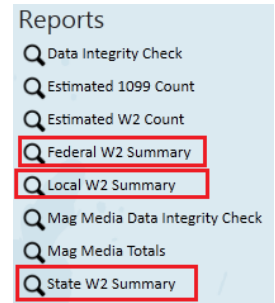 Reports
Data Integrity Check
Estimated 1099 Count
Estimated W2 Count
Federal W2 Summary
Local W2 Summary
Mag Media Data Integrity Check
Mag Media Totals
State W2 Summary